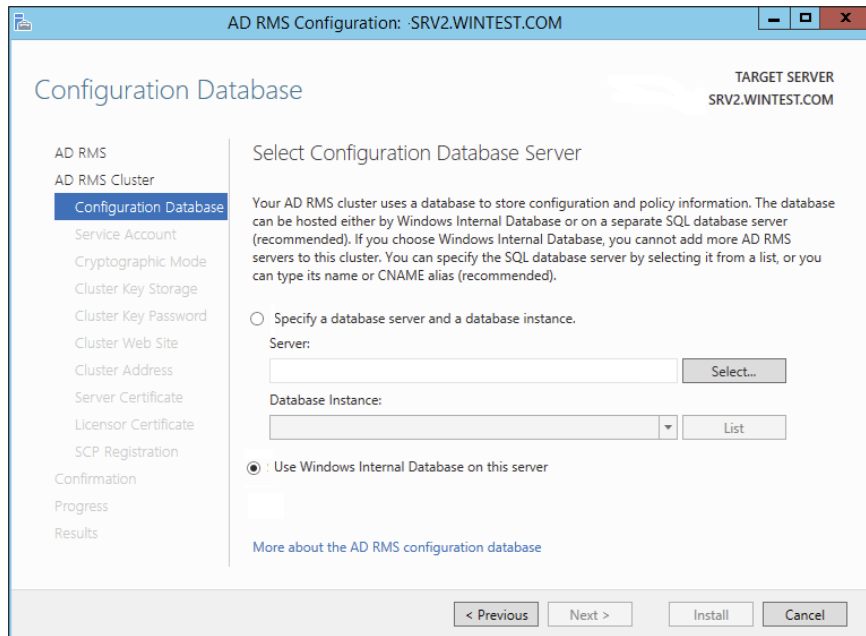 AD RMS Configuration: SRV2.WINTEST.COM
Configuration Database
TARGET SERVER
SRV2.WINTEST.COM
AD RMS
AD RMS Cluster
Configuration Database
Service Account
Cryptographic Mode
Cluster Key Storage
Cluster Key Password
Cluster Web Site
Cluster Address
Server Certificate
Licensor Certificate
SCP Registration
Confirmation
Progress
Results
Select Configuration Database Server
Your AD RMS cluster uses a database to store configuration and policy information. The database
can be hosted either by Windows Internal Database or on a separate SQL database server
(recommended). If you choose Windows Internal Database, you cannot add more AD RMS
servers to this cluster. You can specify the SQL database server by selecting it from a list, or you
can type its name or CNAME alias (recommended).
Specify a database server and a database instance.
Server:
Select...
Database Instance:
List
Use Windows Internal Database on this server
More about the AD RMS configuration database
< Previous
Next >
Install
Cancel